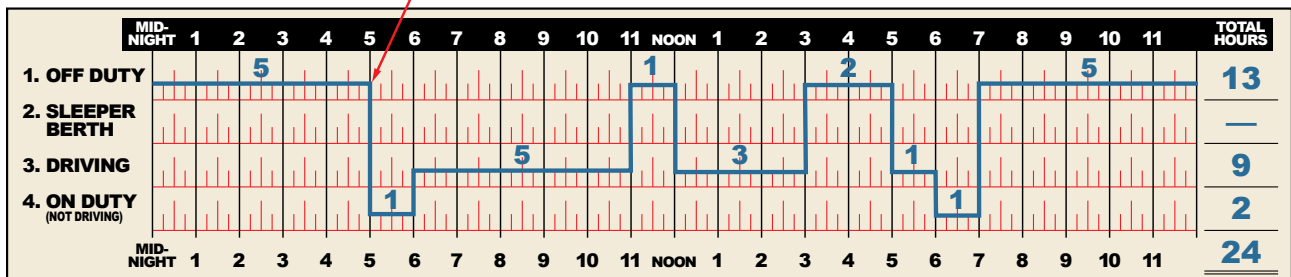 MID-NIGHT 1 2 3 4 5 6 7 8 9 10 11 NOON 1 2 3 4 5 6 7 8 9 10 11 TOTAL HOURS
1. OFF DUTY 5 1 2 5 13
2. SLEEPER BERTH —
3. DRIVING 5 3 1 9
4. ON DUTY (NOT DRIVING) 1 1 2
MID-NIGHT 1 2 3 4 5 6 7 8 9 10 11 NOON 1 2 3 4 5 6 7 8 9 10 11 24